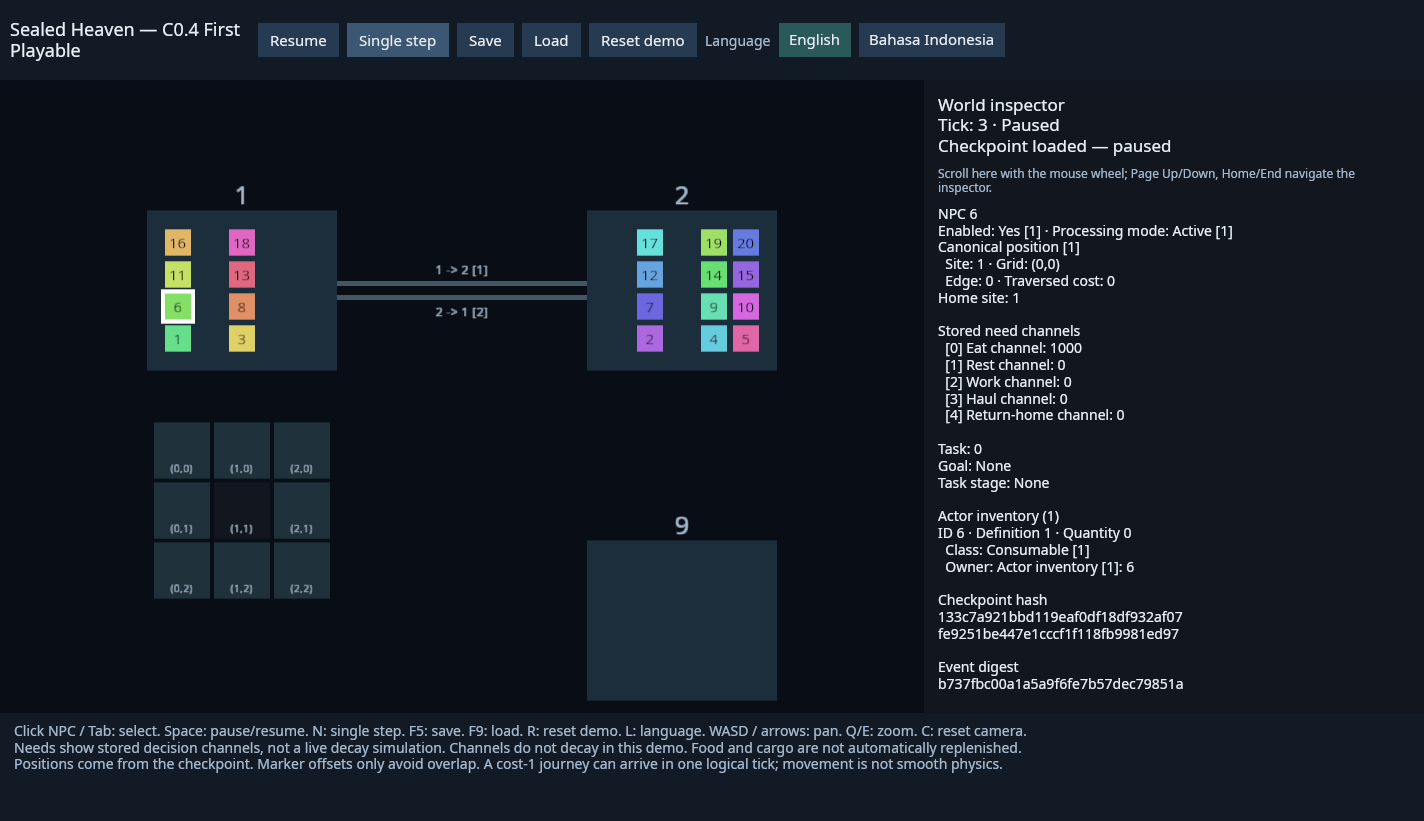 Sealed Heaven — C0.4 First
Playable
Resume
Single step
Save
Load
Reset demo
Language
English
Bahasa Indonesia
1
16 18
11 13
6 8
1 3
1 -> 2 [1]
2 -> 1 [2]
2
17 19 20
12 14 15
7 9 10
2 4 5
(0,0) (1,0) (2,0)
(0,1) (1,1) (2,1)
(0,2) (1,2) (2,2)
9
World inspector
Tick: 3 · Paused
Checkpoint loaded — paused
Scroll here with the mouse wheel; Page Up/Down, Home/End navigate the
inspector.
NPC 6
Enabled: Yes [1] · Processing mode: Active [1]
Canonical position [1]
Site: 1 · Grid: (0,0)
Edge: 0 · Traversed cost: 0
Home site: 1
Stored need channels
[0] Eat channel: 1000
[1] Rest channel: 0
[2] Work channel: 0
[3] Haul channel: 0
[4] Return-home channel: 0
Task: 0
Goal: None
Task stage: None
Actor inventory (1)
ID 6 · Definition 1 · Quantity 0
Class: Consumable [1]
Owner: Actor inventory [1]: 6
Checkpoint hash
133c7a921bbd119eaf0df18df932af07
fe9251be447e1cccf1f118fb9981ed97
Event digest
b737fbc00a1a5a9f6fe7b57dec79851a
Click NPC / Tab: select. Space: pause/resume. N: single step. F5: save. F9: load. R: reset demo. L: language. WASD / arrows: pan. Q/E: zoom. C: reset camera.
Needs show stored decision channels, not a live decay simulation. Channels do not decay in this demo. Food and cargo are not automatically replenished.
Positions come from the checkpoint. Marker offsets only avoid overlap. A cost-1 journey can arrive in one logical tick; movement is not smooth physics.